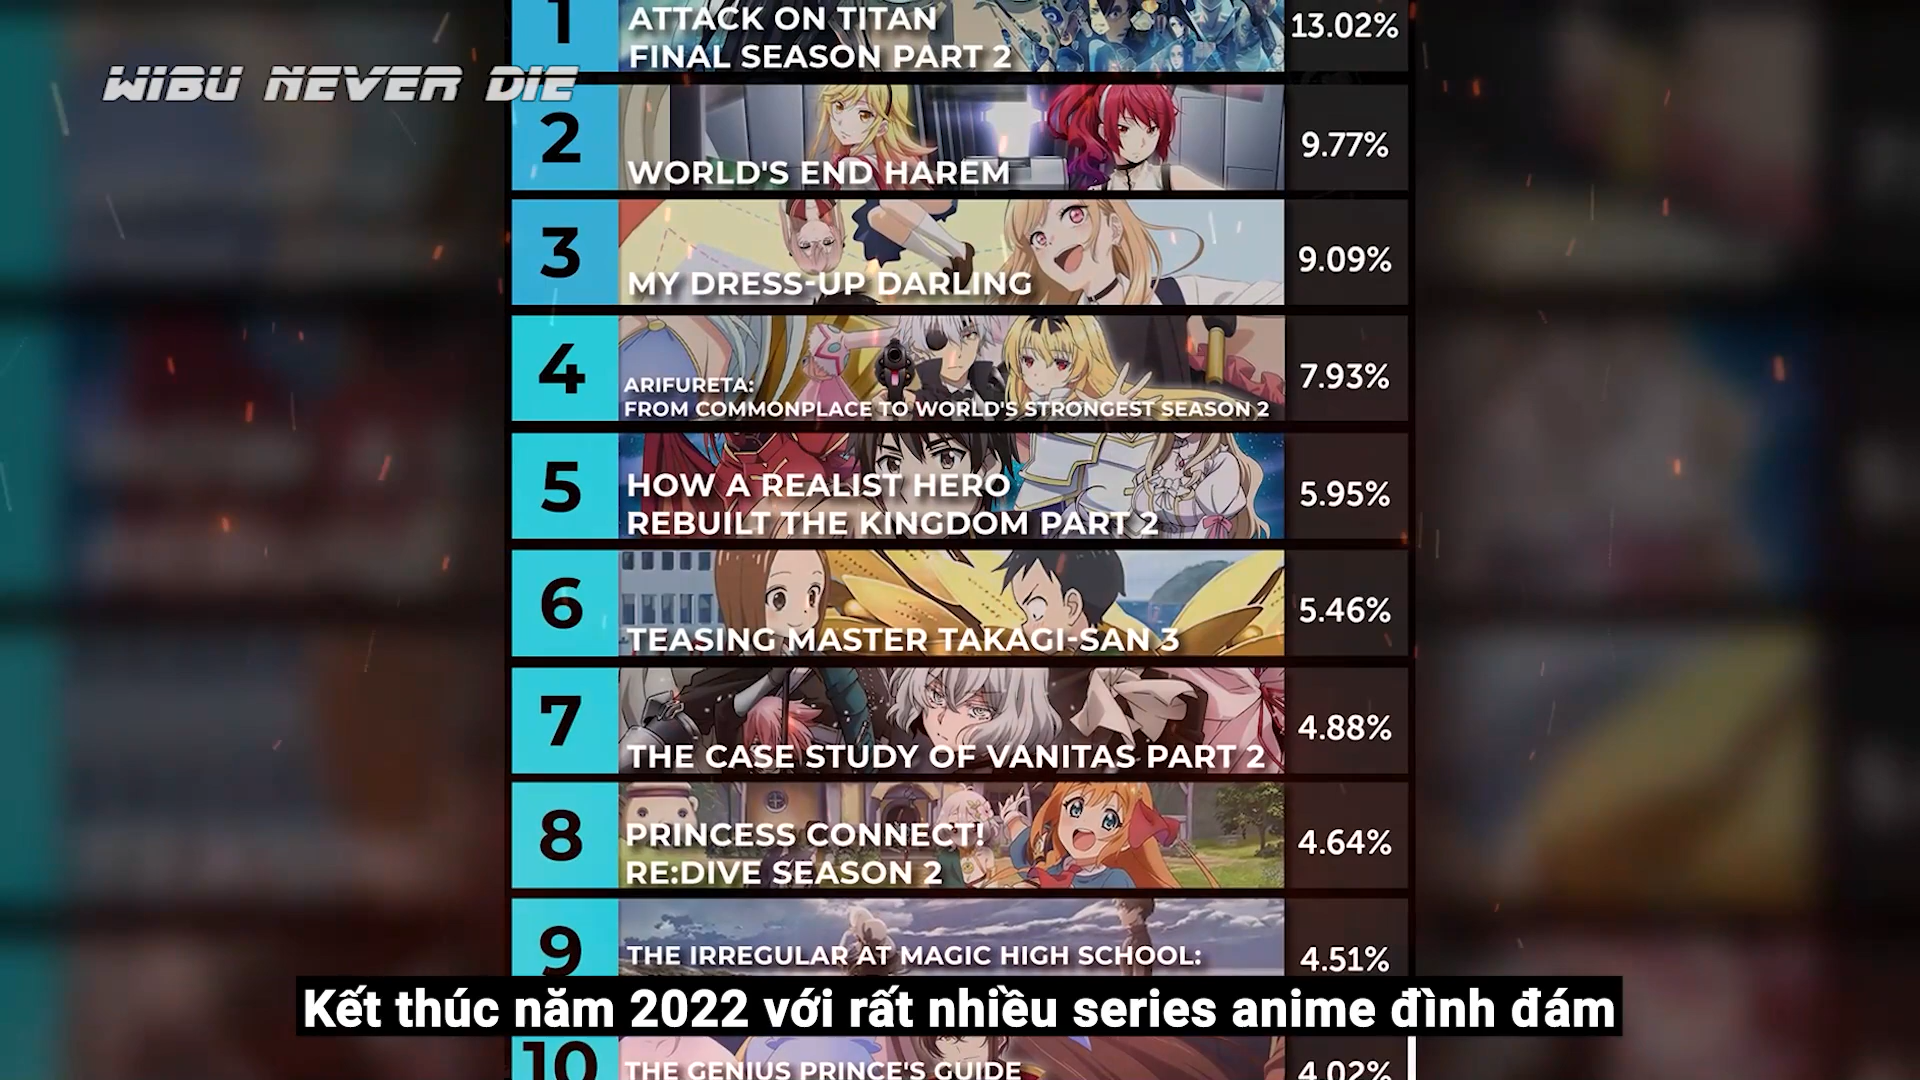 1
ATTACK ON TITAN
FINAL SEASON PART 2
13.02%
WIBU NEVER DIE
2
WORLD'S END HAREM
9.77%
3
MY DRESS-UP DARLING
9.09%
4
ARIFURETA:
FROM COMMONPLACE TO WORLD'S STRONGEST SEASON 2
7.93%
5
HOW A REALIST HERO
REBUILT THE KINGDOM PART 2
5.95%
6
TEASING MASTER TAKAGI-SAN 3
5.46%
7
THE CASE STUDY OF VANITAS PART 2
4.88%
8
PRINCESS CONNECT!
RE:DIVE SEASON 2
4.64%
9
THE IRREGULAR AT MAGIC HIGH SCHOOL:
4.51%
Kết thúc năm 2022 với rất nhiều series anime đình đám
10
THE GENIUS PRINCE'S GUIDE
4.02%